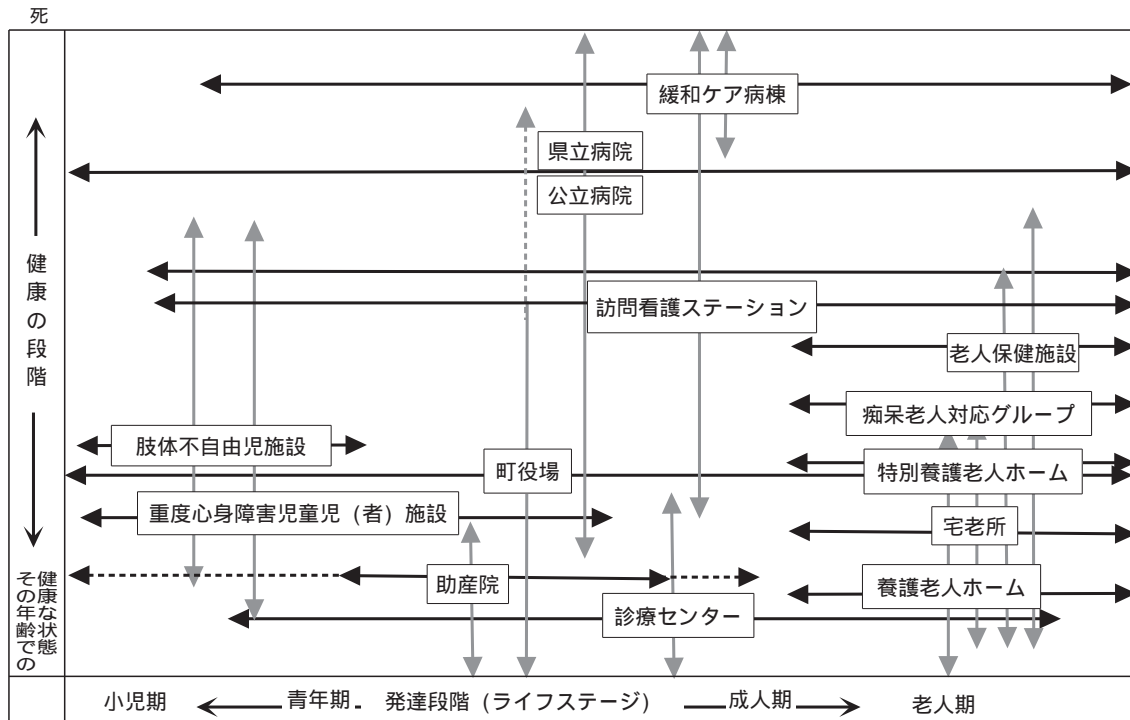 死
緩和ケア病棟
県立病院
公立病院
健康の段階
訪問看護ステーション
老人保健施設
痴呆老人対応グループ
肢体不自由児施設
町役場
特別養護老人ホーム
重度心身障害児童児（者）施設
宅老所
助産院
養護老人ホーム
診療センター
健康な状態
その年齢での
小児期
青年期
発達段階（ライフステージ）
成人期
老人期